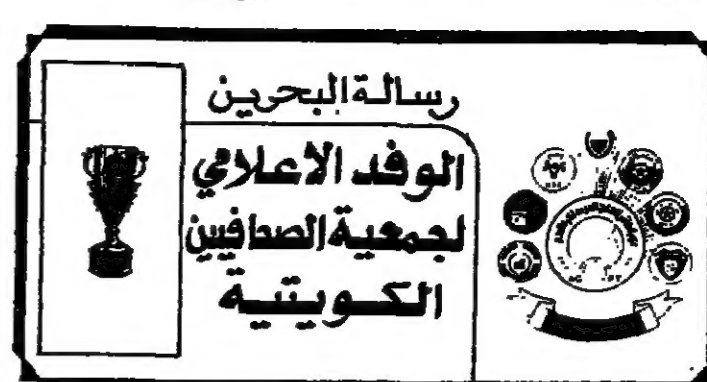 رسالة البحرين
الوفد الاعلامي
لجمعية الصحافيين
الكويتية